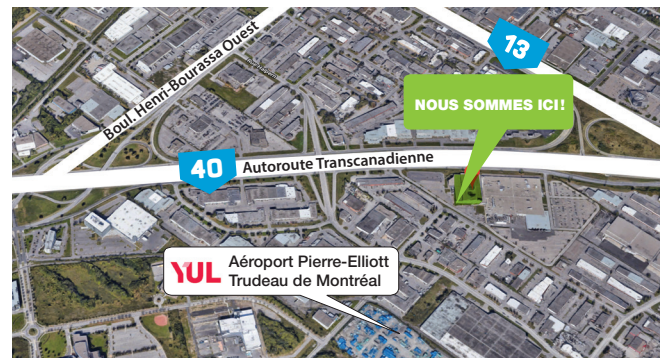 13
NOUS SOMMES ICI!
Boul. Henri-Bourassa Ouest
40
Autoroute Transcanadienne
YUL
Aéroport Pierre-Elliott
Trudeau de Montréal